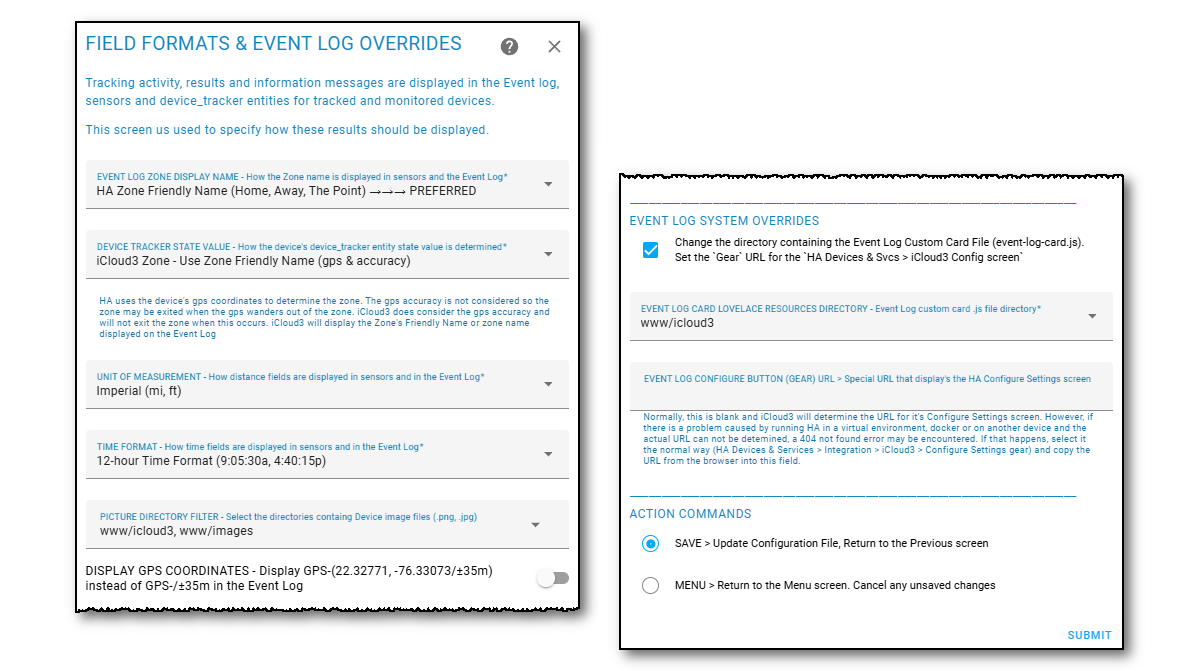 FIELD FORMATS & EVENT LOG OVERRIDES
Tracking activity, results and information messages are displayed in the Event log,
sensors and device_tracker entities for tracked and monitored devices.
This screen us used to specify how these results should be displayed.
EVENT LOG ZONE DISPLAY NAME - How the Zone name is displayed in sensors and the Event Log*
HA Zone Friendly Name (Home, Away, The Point) →→→ PREFERRED
DEVICE TRACKER STATE VALUE - How the device's device_tracker entity state value is determined*
iCloud3 Zone - Use Zone Friendly Name (gps & accuracy)
HA uses the device's gps coordinates to determine the zone. The gps accuracy is not considered so the
zone may be exited when the gps wanders out of the zone. iCloud3 does consider the gps accuracy and
will not exit the zone when this occurs. iCloud3 will display the Zone's Friendly Name or zone name
displayed on the Event Log
UNIT OF MEASUREMENT - How distance fields are displayed in sensors and in the Event Log*
Imperial (mi, ft)
TIME FORMAT - How time fields are displayed in sensors and in the Event Log*
12-hour Time Format (9:05:30a, 4:40:15p)
PICTURE DIRECTORY FILTER - Select the directories containg Device image files (.png, .jpg)
www/icloud3, www/images
DISPLAY GPS COORDINATES - Display GPS-(22.32771, -76.33073/±35m)
instead of GPS-/±35m in the Event Log
EVENT LOG SYSTEM OVERRIDES
Change the directory containing the Event Log Custom Card File (event-log-card.js).
Set the `Gear` URL for the `HA Devices & Svcs > iCloud3 Config screen`
EVENT LOG CARD LOVELACE RESOURCES DIRECTORY - Event Log custom card .js file directory*
www/icloud3
EVENT LOG CONFIGURE BUTTON (GEAR) URL > Special URL that display's the HA Configure Settings screen
Normally, this is blank and iCloud3 will determine the URL for it's Configure Settings screen. However, if
there is a problem caused by running HA in a virtual environment, docker or on another device and the
actual URL can not be detemined, a 404 not found error may be encountered. If that happens, select it
the normal way (HA Devices & Services > Integration > iCloud3 > Configure Settings gear) and copy the
URL from the browser into this field.
ACTION COMMANDS
SAVE > Update Configuration File, Return to the Previous screen
MENU > Return to the Menu screen. Cancel any unsaved changes
SUBMIT